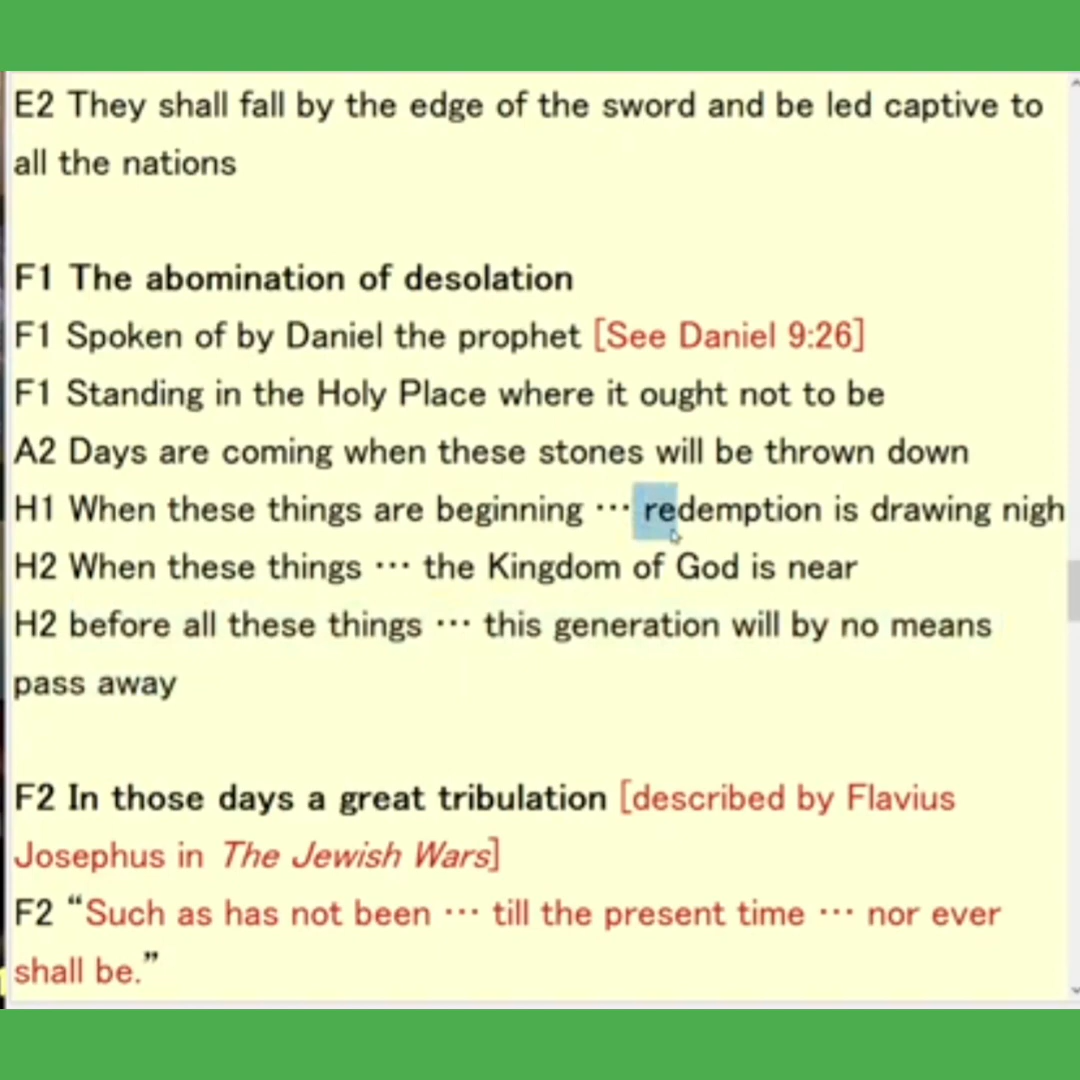 E2 They shall fall by the edge of the sword and be led captive to
all the nations
F1 The abomination of desolation
F1 Spoken of by Daniel the prophet [See Daniel 9:26]
F1 Standing in the Holy Place where it ought not to be
A2 Days are coming when these stones will be thrown down
H1 When these things are beginning … redemption is drawing nigh
H2 When these things … the Kingdom of God is near
H2 before all these things … this generation will by no means
pass away
F2 In those days a great tribulation [described by Flavius
Josephus in The Jewish Wars]
F2 “Such as has not been … till the present time … nor ever
shall be.”